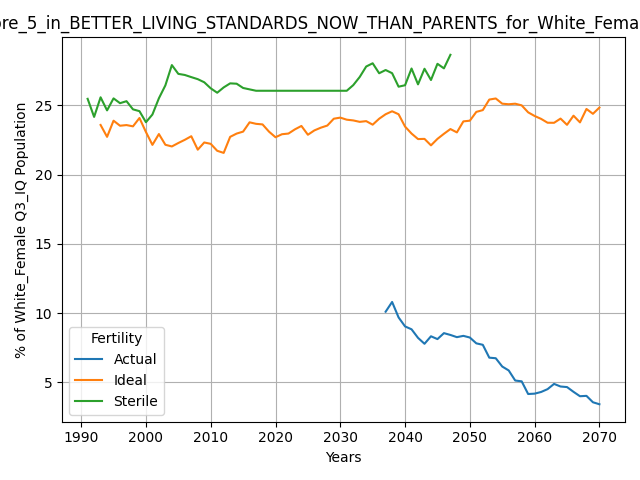 ore_5_in_BETTER_LIVING_STANDARDS_NOW_THAN_PARENTS_for_White_Fema
% of White_Female Q3_IQ Population
25
20
15
10
5
Fertility
Actual
Ideal
Sterile
1990 2000 2010 2020 2030 2040 2050 2060 2070
Years